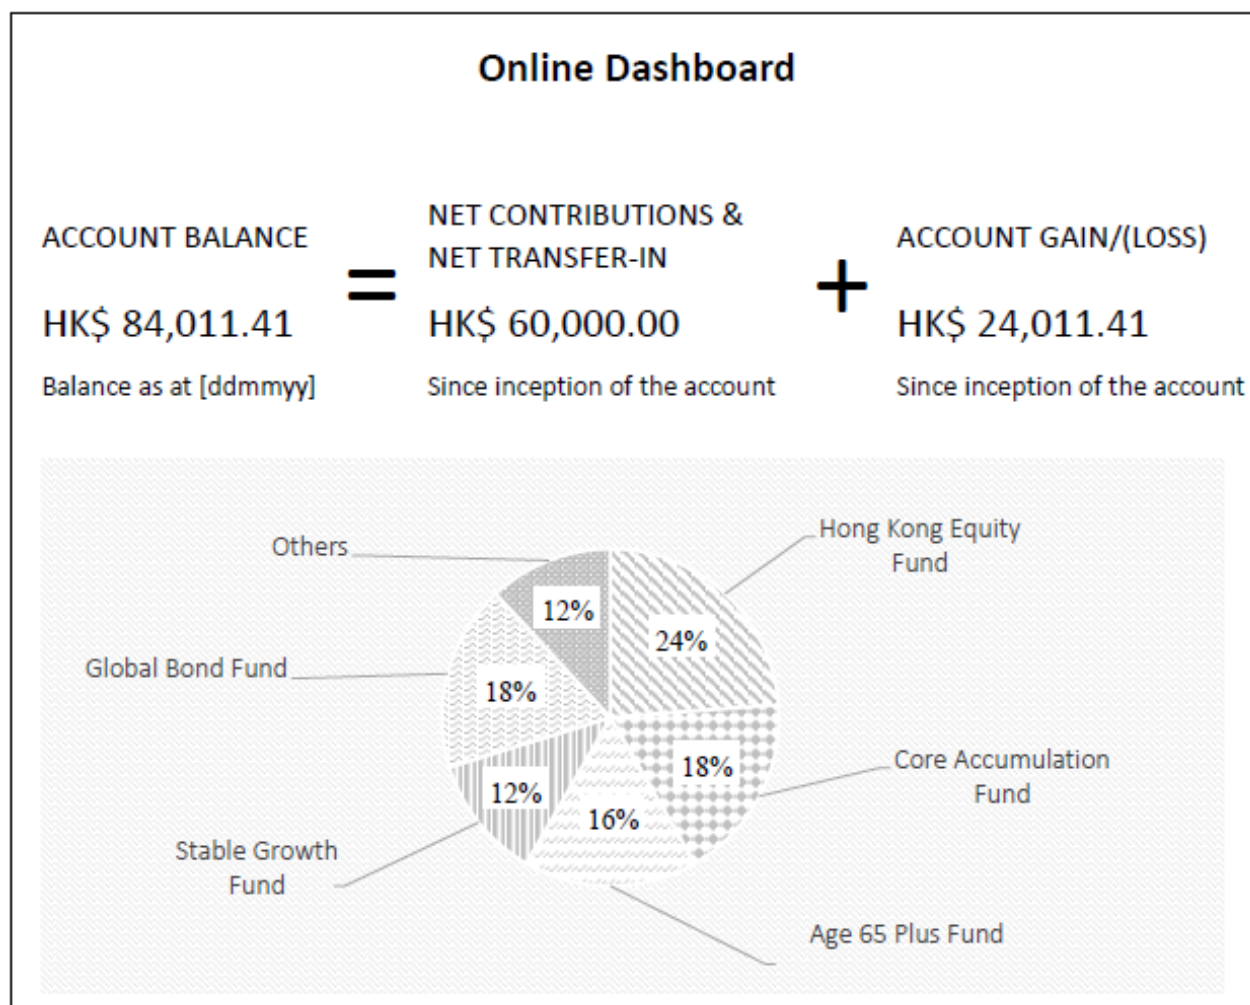 Online Dashboard
ACCOUNT BALANCE
HK$ 84,011.41
Balance as at [ddmmyy]
=
NET CONTRIBUTIONS &
NET TRANSFER-IN
HK$ 60,000.00
Since inception of the account
+
ACCOUNT GAIN/(LOSS)
HK$ 24,011.41
Since inception of the account
Hong Kong Equity
Fund
24%
Core Accumulation
Fund
18%
Age 65 Plus Fund
16%
Stable Growth
Fund
12%
Global Bond Fund
18%
Others
12%